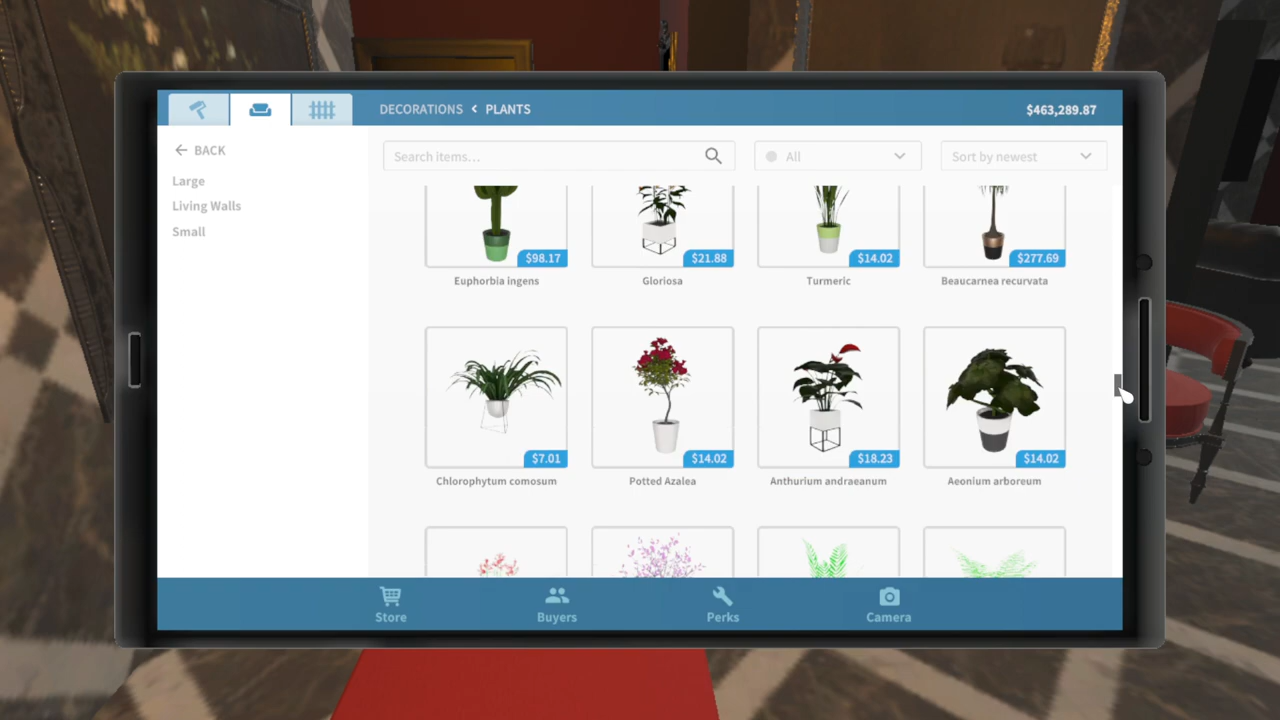 DECORATIONS < PLANTS
$463,289.87
BACK
Large
Living Walls
Small
Search items...
All
Sort by newest
$98.17
$21.88
$14.02
$277.69
Euphorbia ingens
Gloriosa
Turmeric
Beaucarnea recurvata
$7.01
$14.02
$18.23
$14.02
Chlorophytum comosum
Potted Azalea
Anthurium andraeanum
Aeonium arboreum
Store
Buyers
Perks
Camera